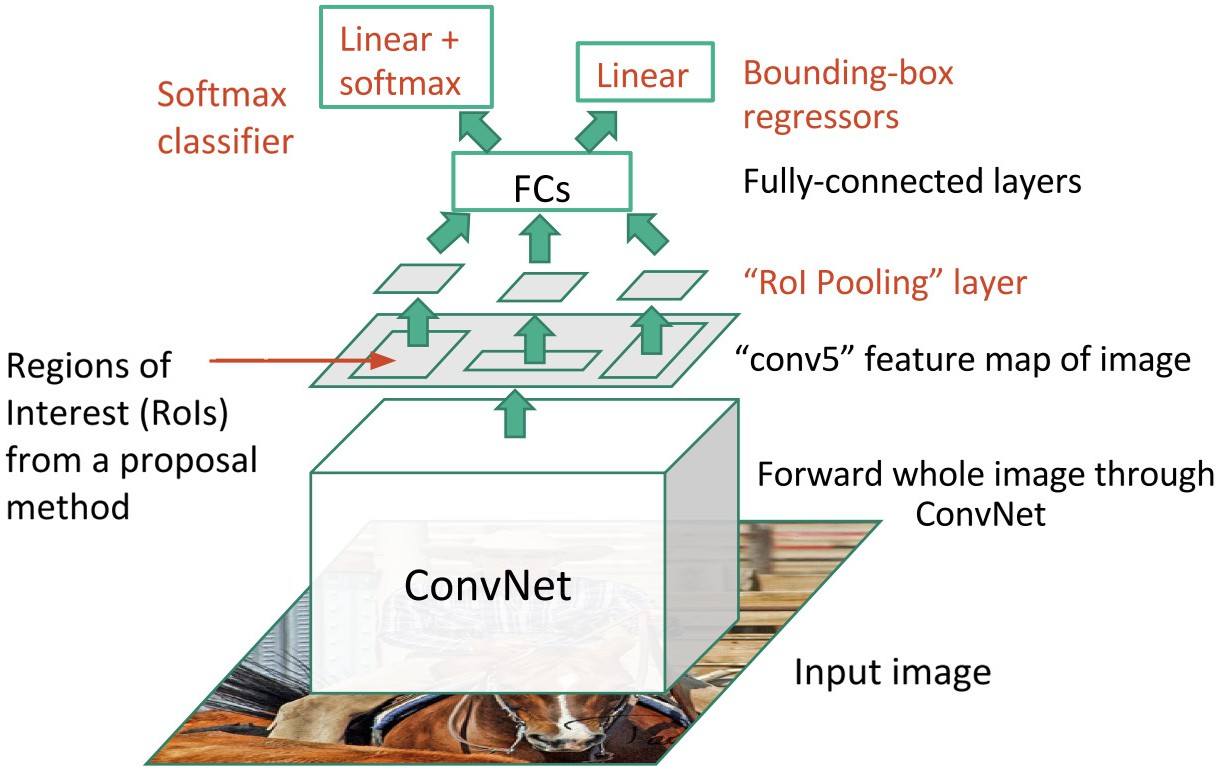 Linear +
softmax
Linear
Softmax
classifier
Bounding-box
regressors
FCs
Fully-connected layers
“RoI Pooling” layer
Regions of
Interest (RoIs)
from a proposal
method
“conv5” feature map of image
Forward whole image through
ConvNet
ConvNet
Input image